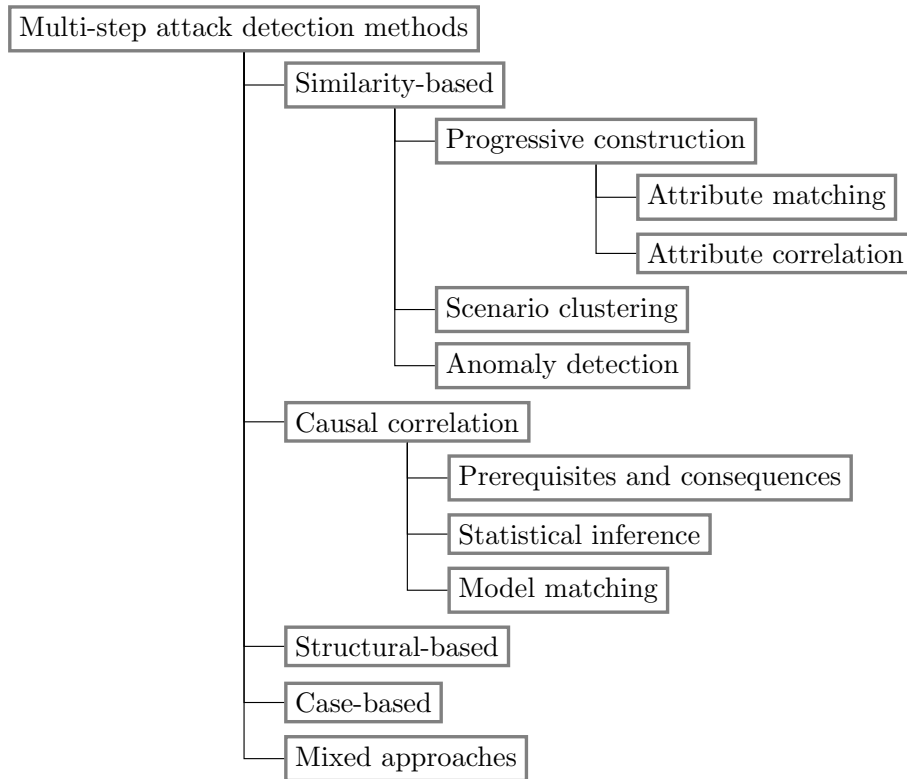 Multi-step attack detection methods
Similarity-based
Progressive construction
Attribute matching
Attribute correlation
Scenario clustering
Anomaly detection
Causal correlation
Prerequisites and consequences
Statistical inference
Model matching
Structural-based
Case-based
Mixed approaches